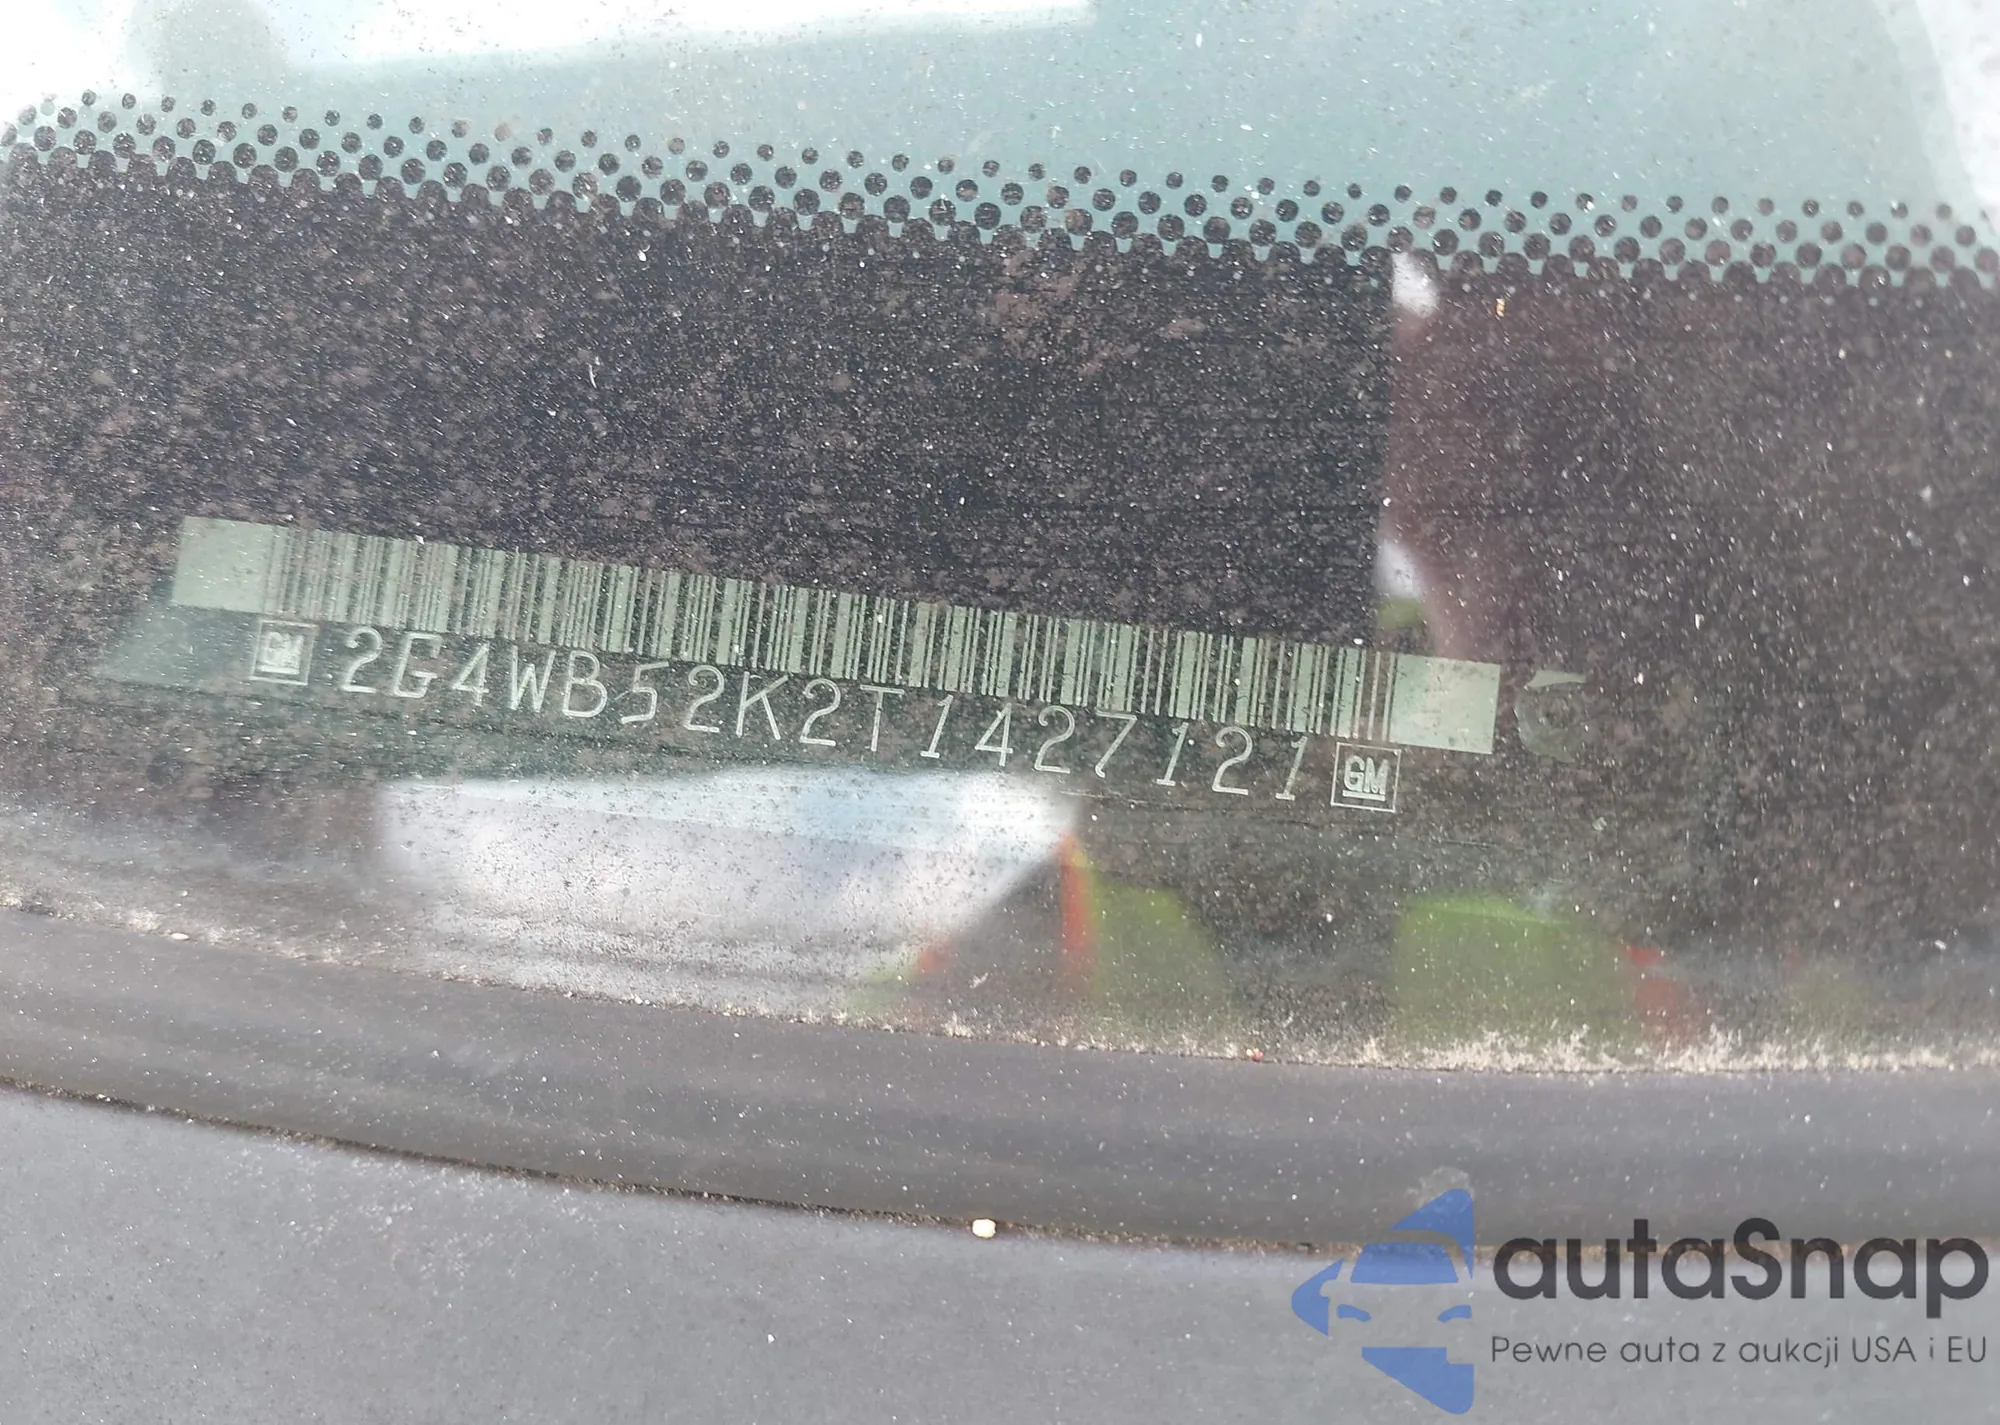 GM 2G4WB52K2T1427121 GM
autaSnap
Pewne auta z aukcji USA i EU